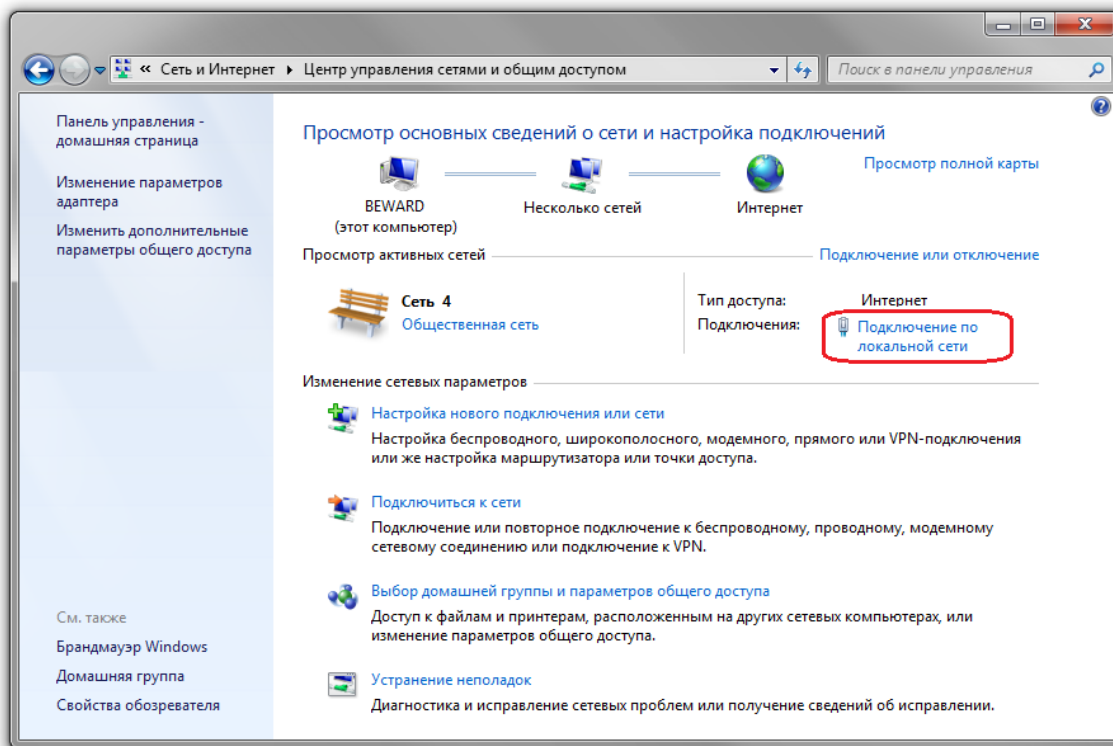 « Сеть и Интернет Центр управления сетями и общим доступом Поиск в панели управления
Панель управления -
домашняя страница
Изменение параметров
адаптера
Изменить дополнительные
параметры общего доступа
См. также
Брандмауэр Windows
Домашняя группа
Свойства обозревателя
Просмотр основных сведений о сети и настройка подключений
Просмотр полной карты
BEWARD
(этот компьютер)
Несколько сетей
Интернет
Просмотр активных сетей
Подключение или отключение
Сеть 4
Общественная сеть
Тип доступа: Интернет
Подключения: Подключение по
локальной сети
Изменение сетевых параметров
Настройка нового подключения или сети
Настройка беспроводного, широкополосного, модемного, прямого или VPN-подключения
или же настройка маршрутизатора или точки доступа.
Подключиться к сети
Подключение или повторное подключение к беспроводному, проводному, модемному
сетевому соединению или подключение к VPN.
Выбор домашней группы и параметров общего доступа
Доступ к файлам и принтерам, расположенным на других сетевых компьютерах, или
изменение параметров общего доступа.
Устранение неполадок
Диагностика и исправление сетевых проблем или получение сведений об исправлении.